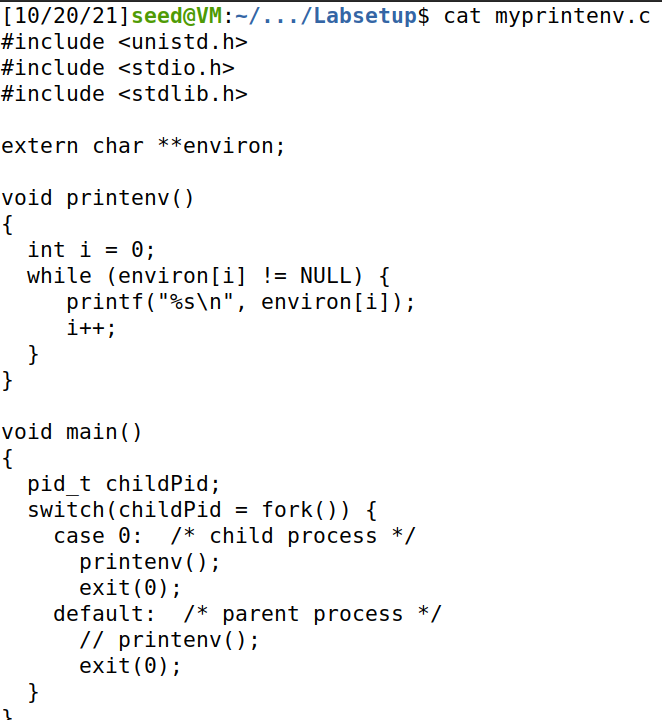 [10/20/21]seed@VM:~/.../Labsetup$ cat myprintenv.c
#include <unistd.h>
#include <stdio.h>
#include <stdlib.h>

extern char **environ;

void printenv()
{
  int i = 0;
  while (environ[i] != NULL) {
     printf("%s\n", environ[i]);
     i++;
  }
}

void main()
{
  pid_t childPid;
  switch(childPid = fork()) {
    case 0:  /* child process */
      printenv();
      exit(0);
    default:  /* parent process */
      // printenv();
      exit(0);
  }
}